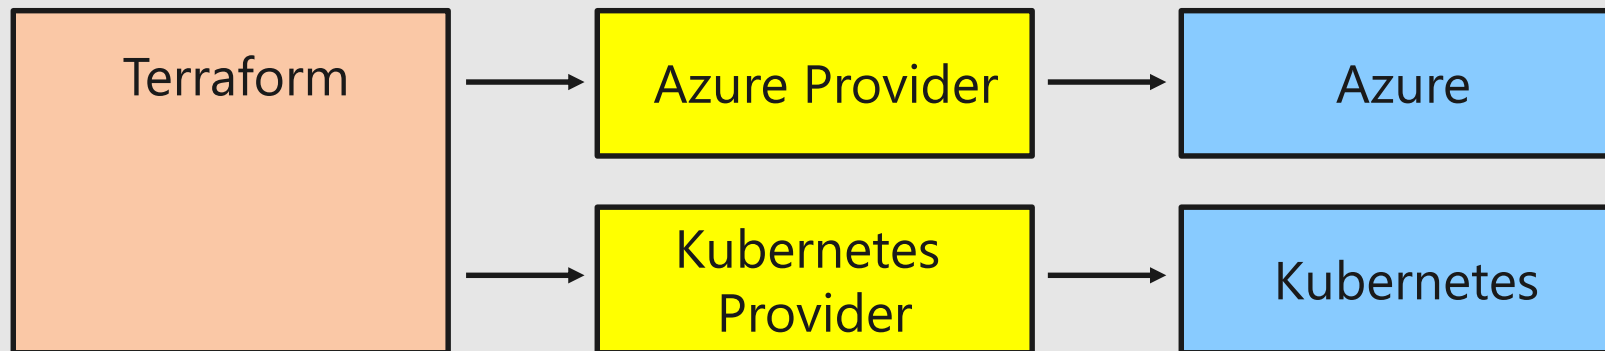 Terraform
Azure Provider
Azure
Kubernetes
Provider
Kubernetes